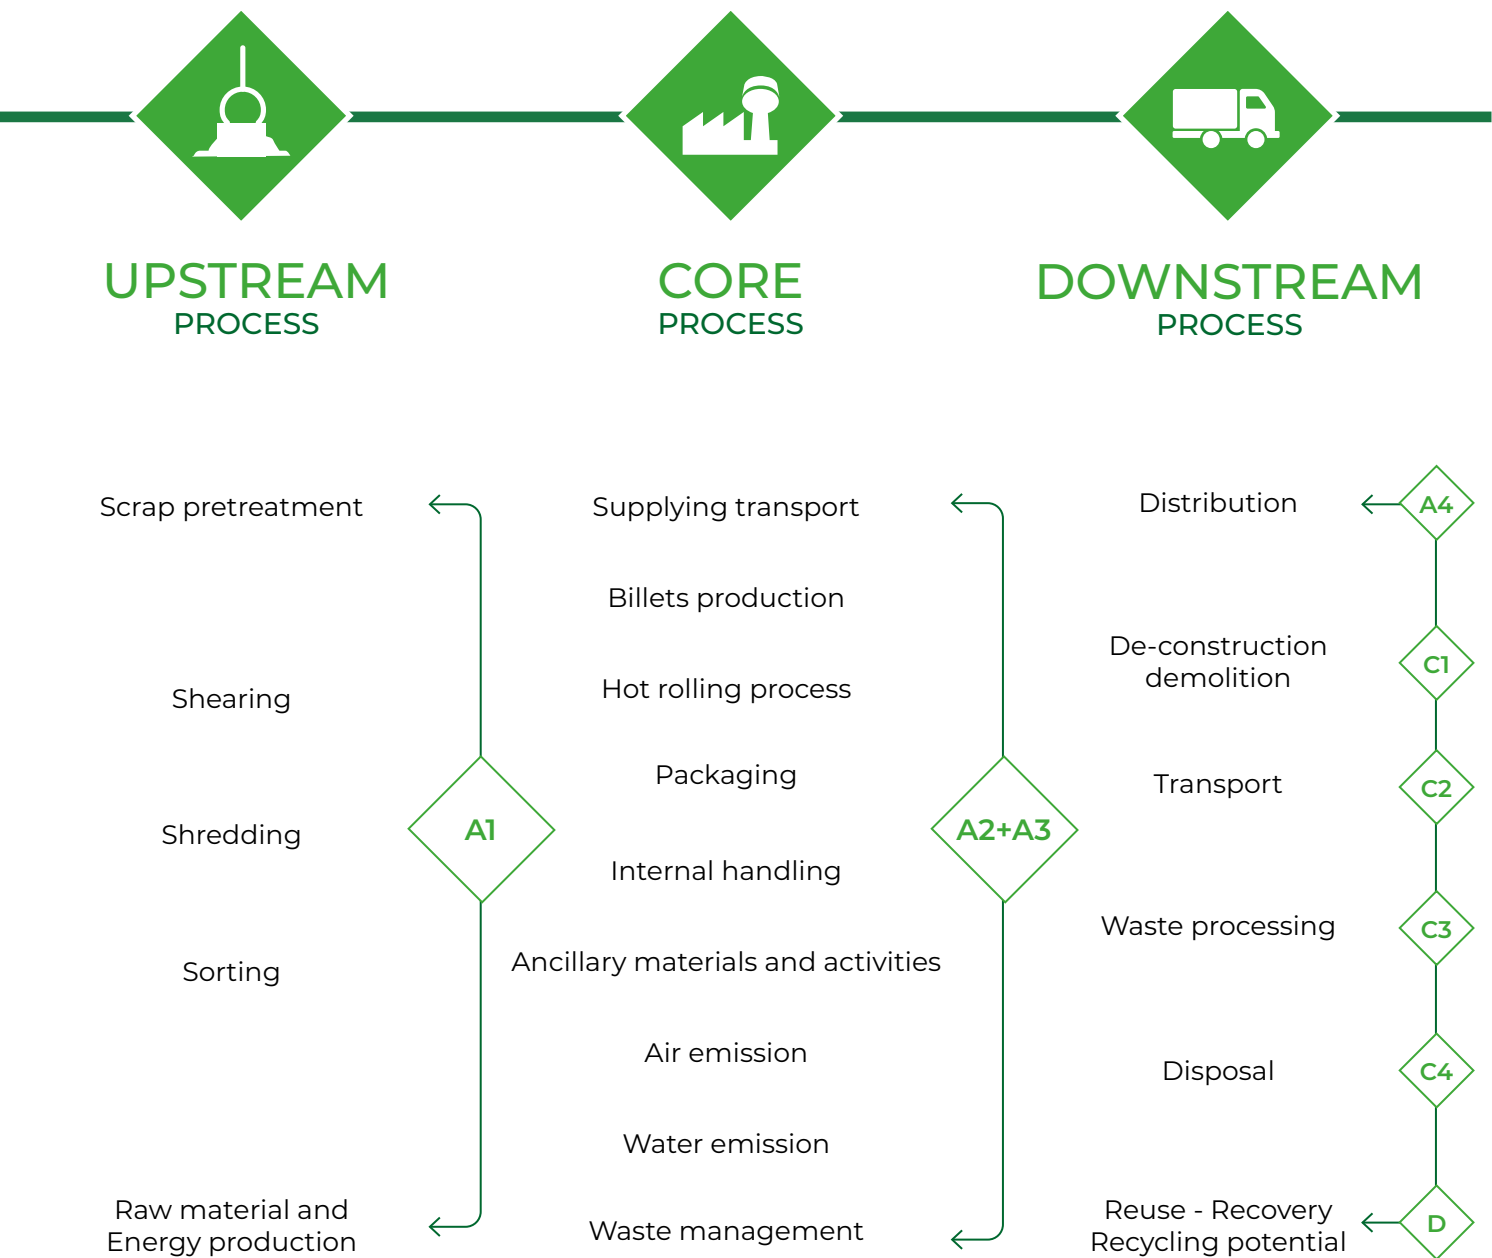 UPSTREAM
PROCESS
CORE
PROCESS
DOWNSTREAM
PROCESS
Scrap pretreatment
Shearing
Shredding
Sorting
Raw material and
Energy production
A1
Supplying transport
Billets production
Hot rolling process
Packaging
Internal handling
Ancillary materials and activities
Air emission
Water emission
Waste management
A2+A3
Distribution
A4
De-construction
demolition
C1
Transport
C2
Waste processing
C3
Disposal
C4
Reuse - Recovery
Recycling potential
D